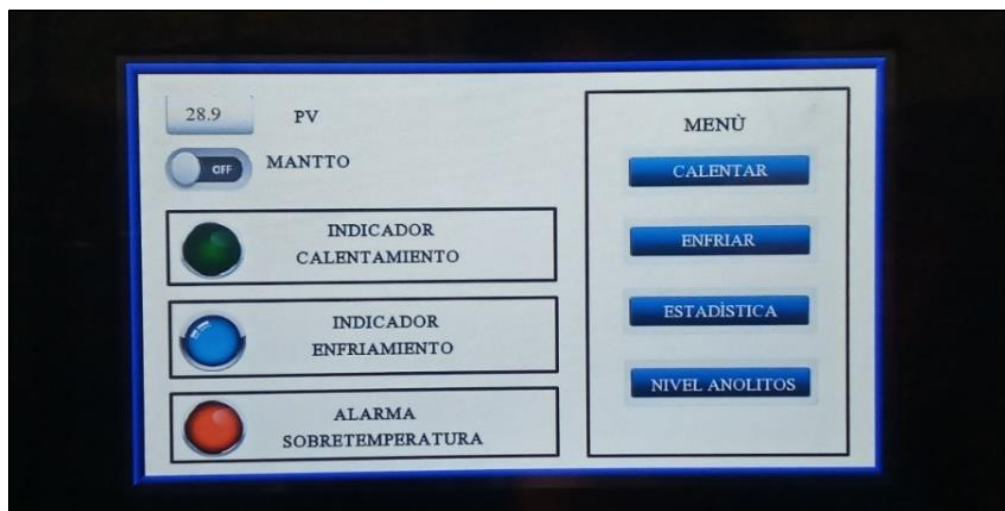 28.9
PV
OFF
MANTTO
INDICADOR
CALENTAMIENTO
INDICADOR
ENFRIAMIENTO
ALARMA
SOBRETEMPERATURA
MENÙ
CALENTAR
ENFRIAR
ESTADÌSTICA
NIVEL ANOLITOS